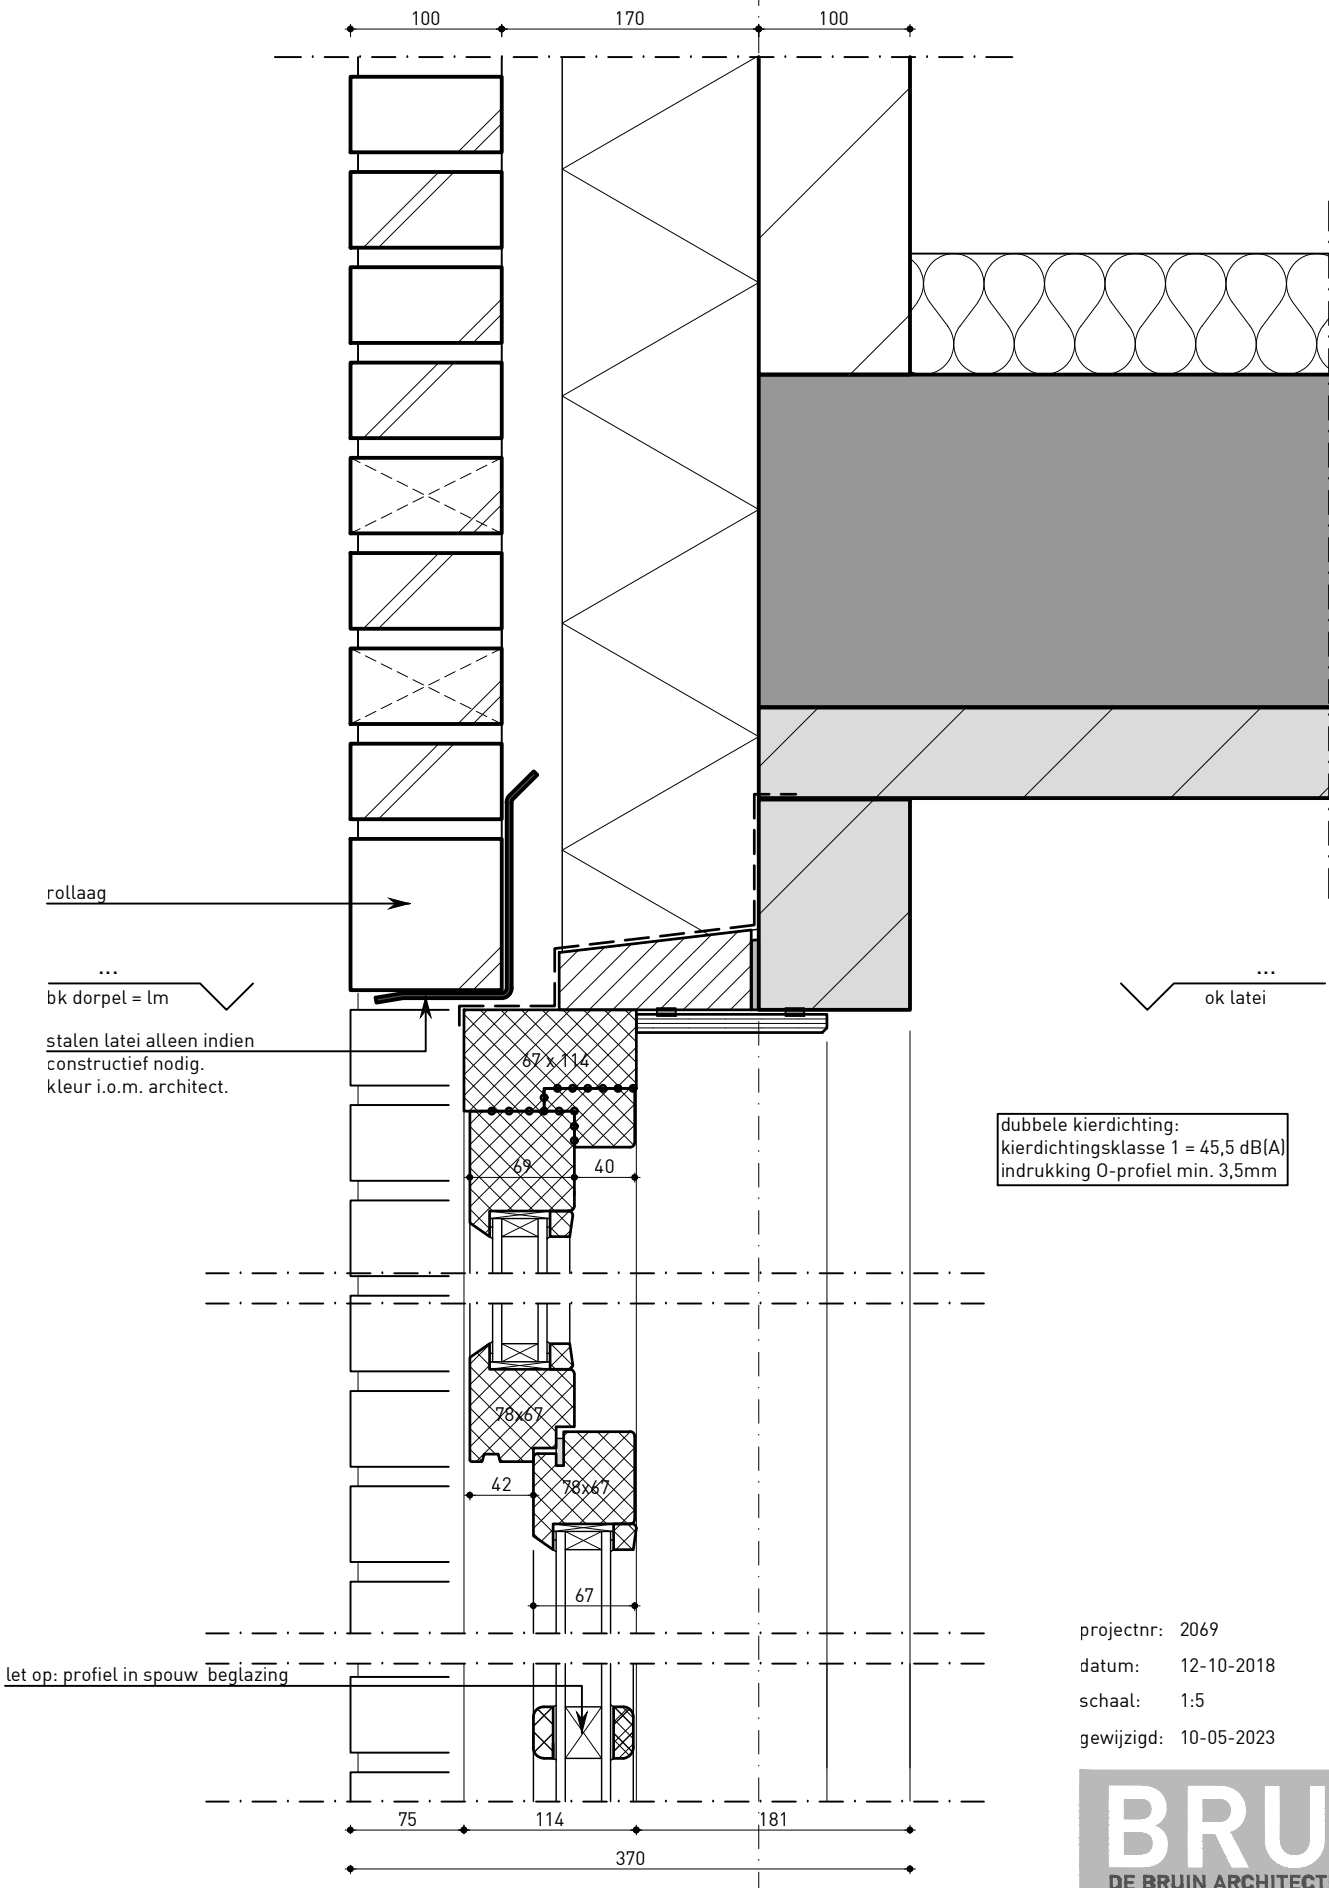 100 170 100
rollaag
...
bk dorpel = lm
...
ok latei
stalen latei alleen indien
constructief nodig.
kleur i.o.m. architect.
67 x 114
dubbele kierdichting:
kierdichtingsklasse 1 = 45,5 dB(A)
indrukking O-profiel min. 3,5mm
69 40
78x67
42 78x67
67
let op: profiel in spouw beglazing
projectnr: 2069
datum: 12-10-2018
schaal: 1:5
gewijzigd: 10-05-2023
75 114 181
370
BRU
DE BRUIN ARCHITECT